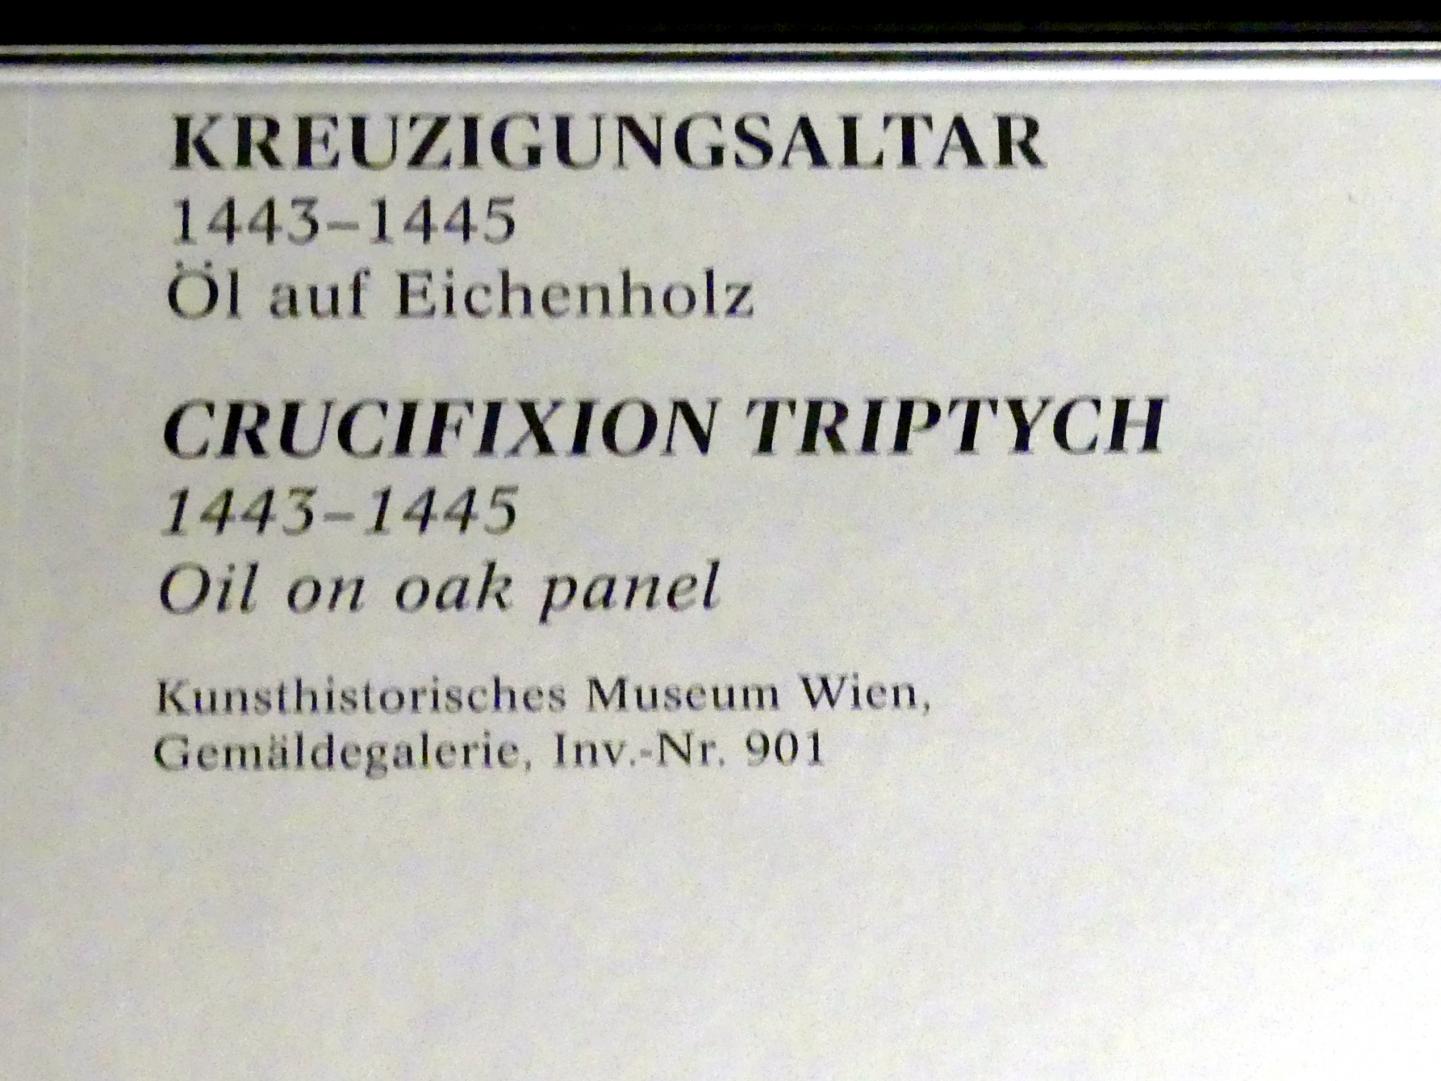 KREUZIGUNGSALTAR
1443–1445
Öl auf Eichenholz
CRUCIFIXION TRIPTYCH
1443–1445
Oil on oak panel
Kunsthistorisches Museum Wien,
Gemäldegalerie, Inv.-Nr. 901